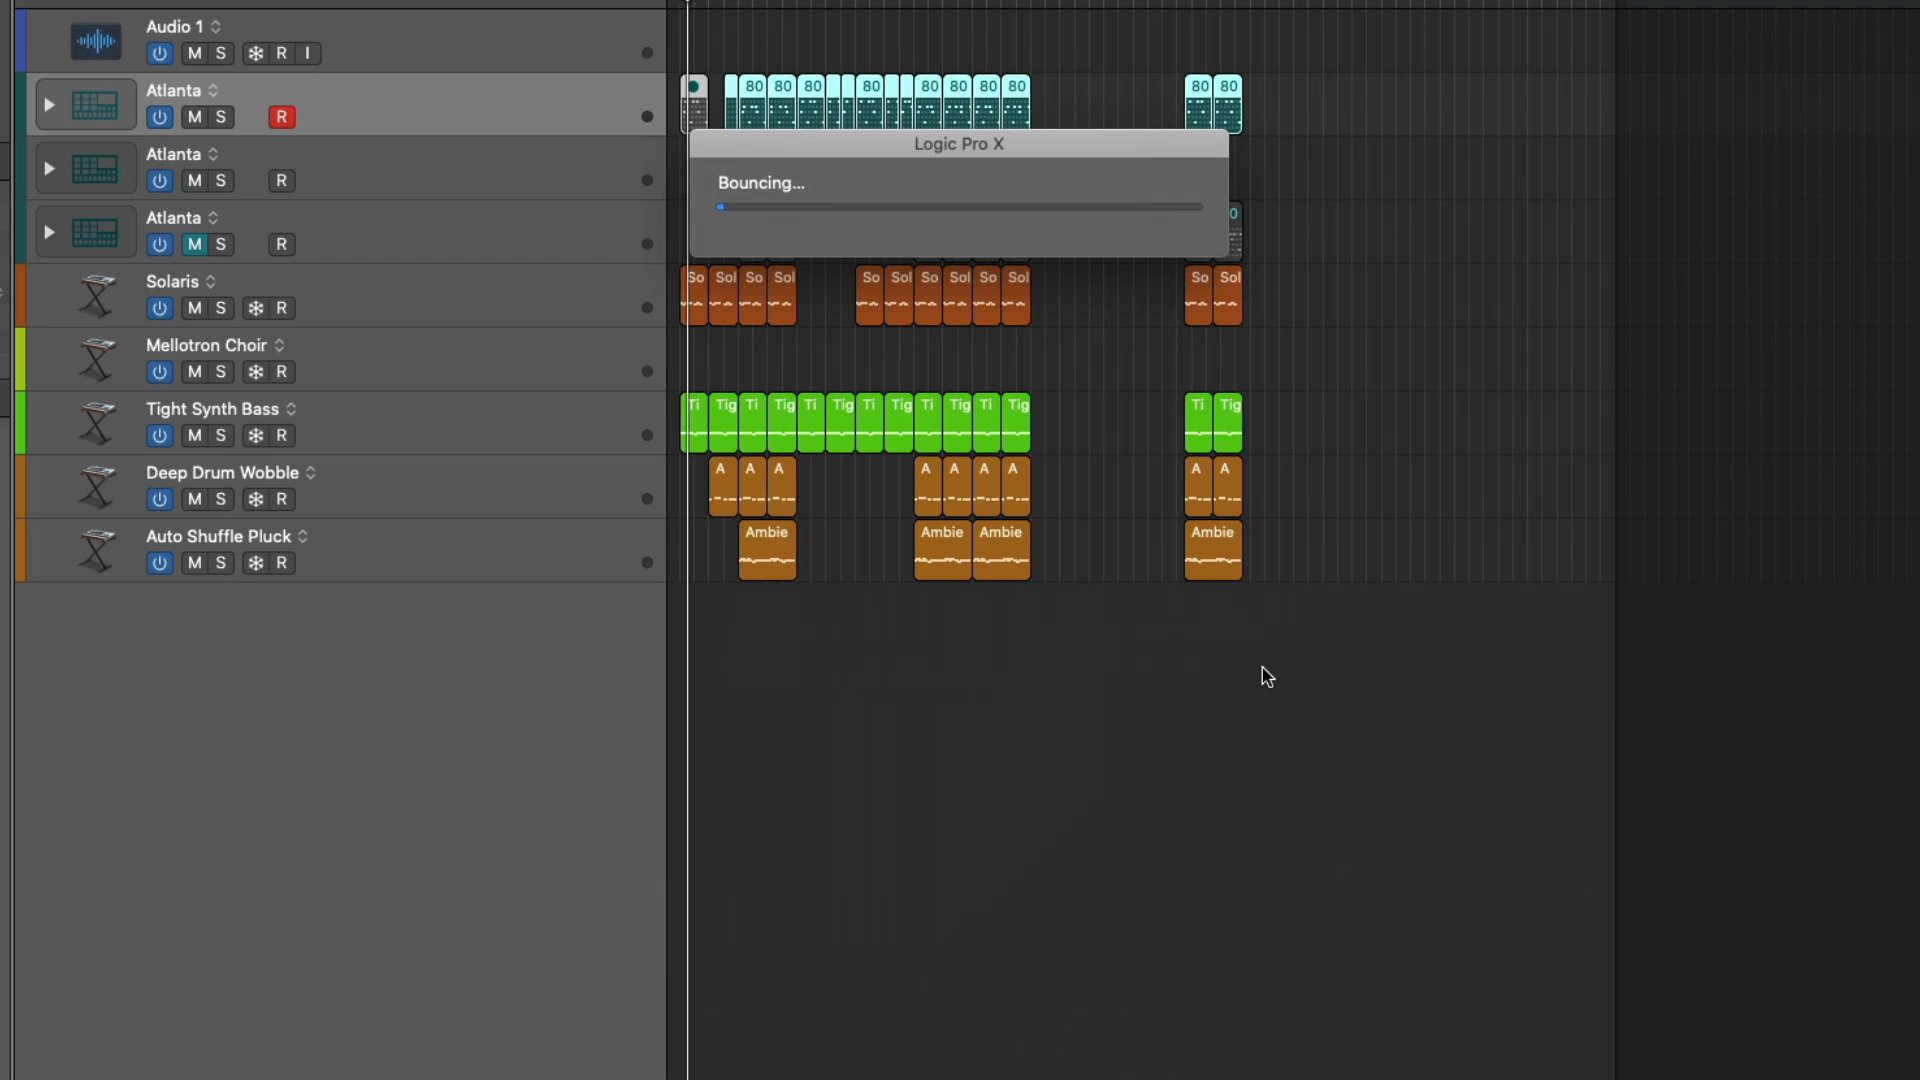 Audio 1
M S R I
Atlanta
M S R
80 80 80 80 80 80 80 80 80 80
Logic Pro X
Bouncing...
Atlanta
M S R
Atlanta
M S R
0
Solaris
M S R
So Sol So Sol So Sol So Sol So Sol So Sol
Mellotron Choir
M S R
Tight Synth Bass
M S R
Ti Tig Ti Tig Ti Tig Ti Tig Ti Tig Ti Tig Ti Tig
Deep Drum Wobble
M S R
A A A A A A A A A
Auto Shuffle Pluck
M S R
Ambie Ambie Ambie Ambie